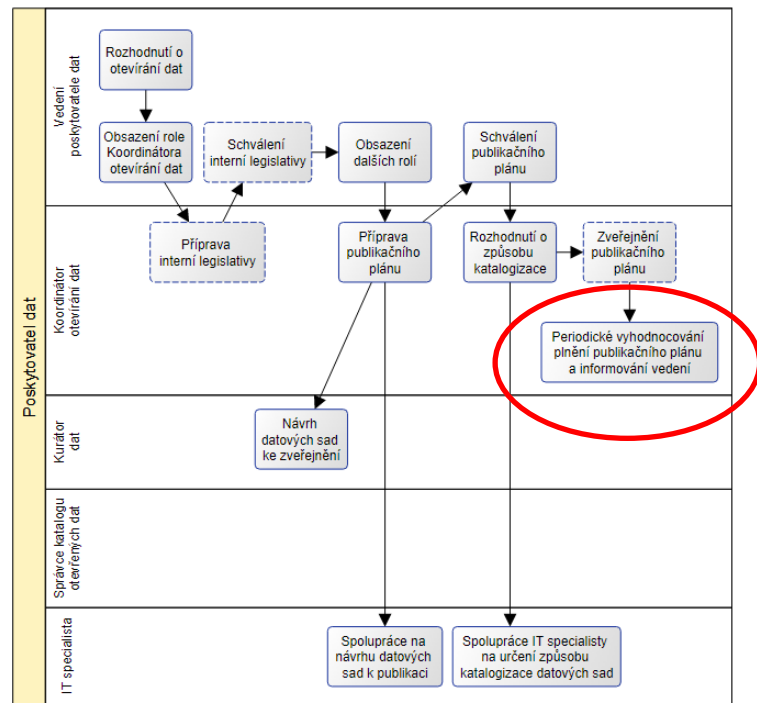 Poskytovatel dat
Vedení
poskytovatele dat
Rozhodnutí o
otevírání dat
Obsazení role
Koordinátora
otevírání dat
Schválení
interní legislativy
Obsazení
dalších rolí
Schválení
publikačního
plánu
Koordinátor
otevírání dat
Příprava
interní legislativy
Příprava
publikačního
plánu
Rozhodnutí o
způsobu
katalogizace
Zveřejnění
publikačního
plánu
Periodické vyhodnocování
plnění publikačního plánu
a informování vedení
Kurátor
dat
Návrh
datových sad
ke zveřejnění
Správce katalogu
otevřených dat
IT specialista
Spolupráce na
návrhu datových
sad k publikaci
Spolupráce IT specialisty
na určení způsobu
katalogizace datových sad